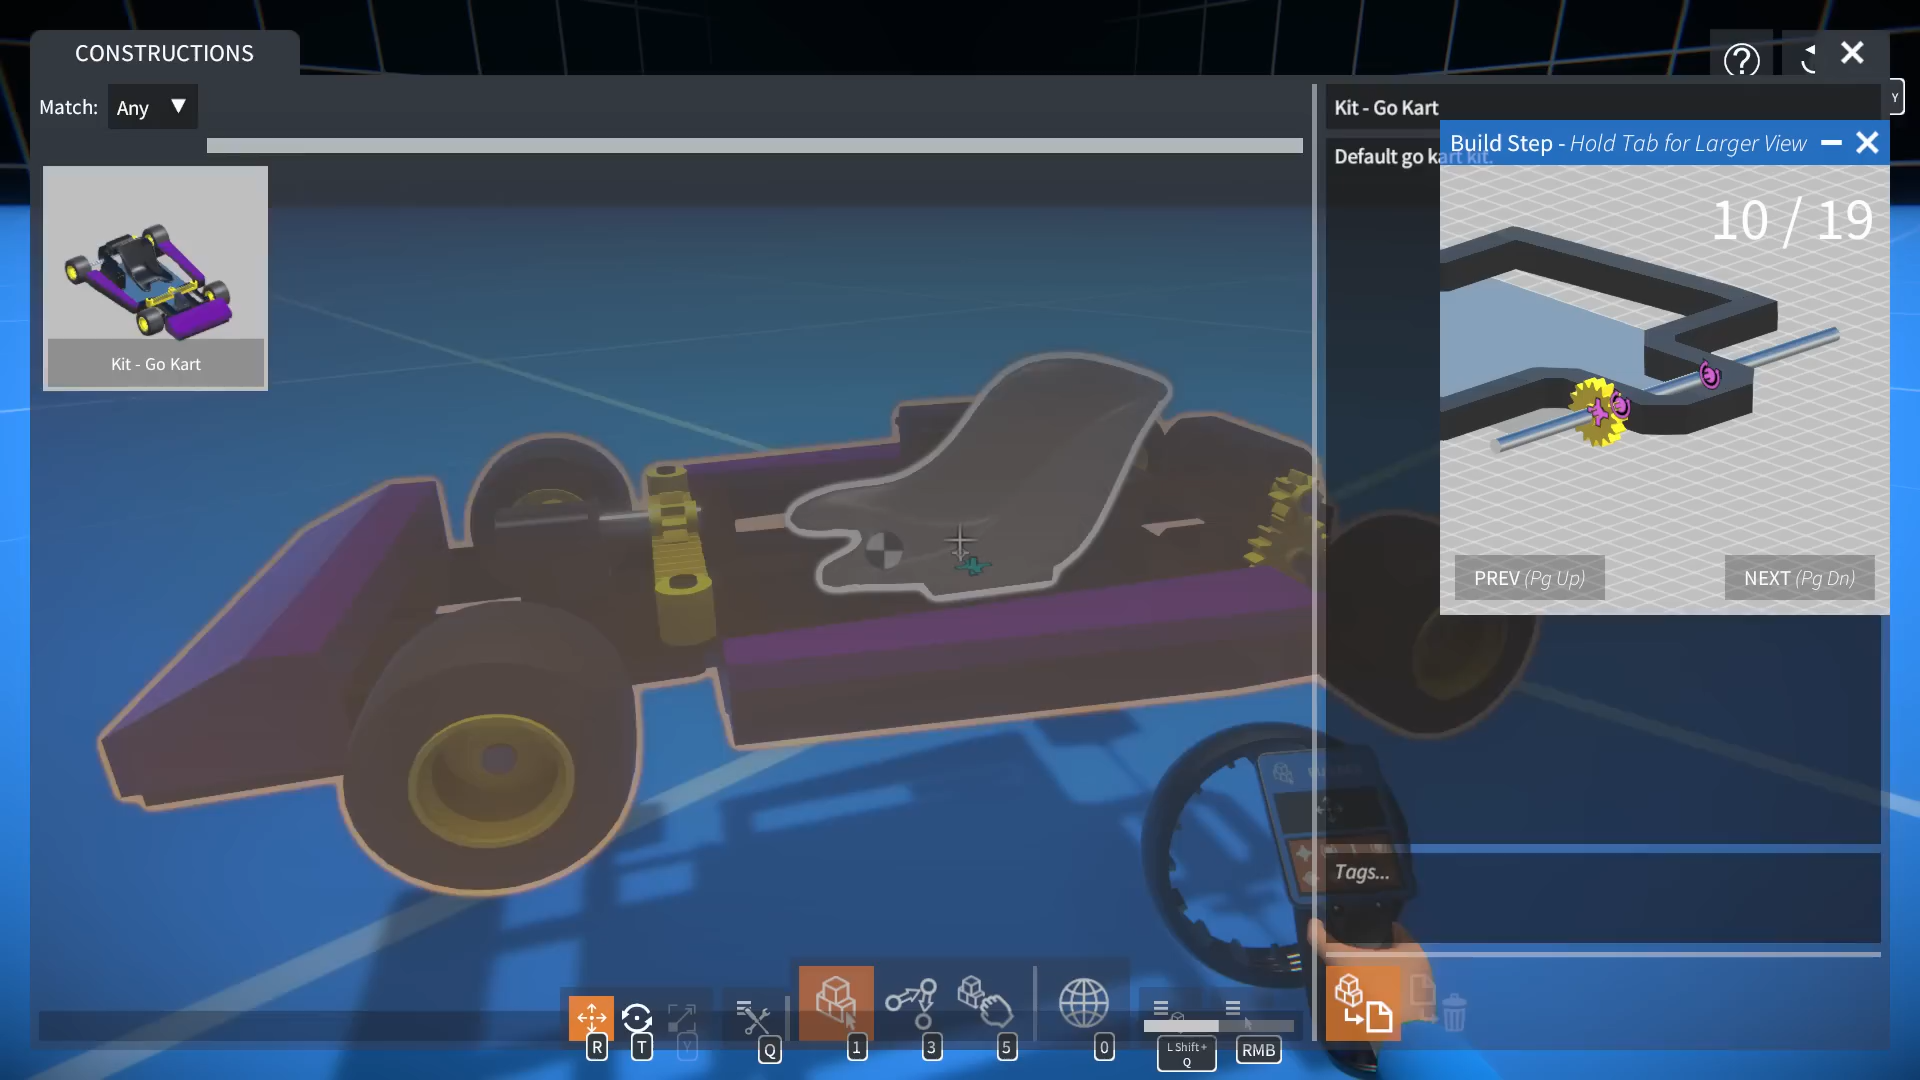 CONSTRUCTIONS
Match: Any
Y
Kit - Go Kart
Build Step - Hold Tab for Larger View
Default go kart kit.
10 / 19
Kit - Go Kart
PREV (Pg Up)
NEXT (Pg Dn)
Tags...
R
T
Y
Q
1
3
5
0
L Shift+
Q
RMB